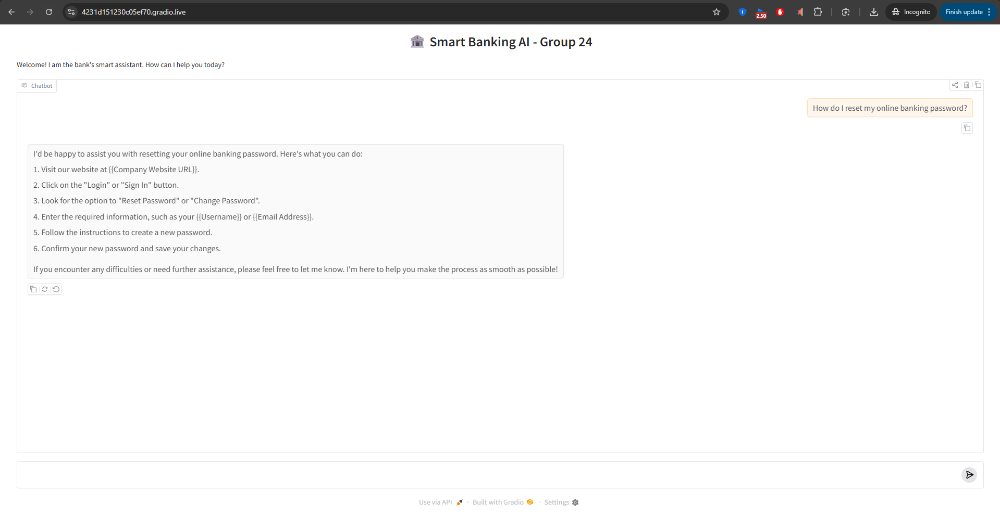 4231d151230c05ef70.gradio.live
2.50
Incognito
Finish update
🏦 Smart Banking AI - Group 24
Welcome! I am the bank's smart assistant. How can I help you today?
Chatbot
How do I reset my online banking password?
I'd be happy to assist you with resetting your online banking password. Here's what you can do:
1. Visit our website at {{Company Website URL}}.
2. Click on the "Login" or "Sign In" button.
3. Look for the option to "Reset Password" or "Change Password".
4. Enter the required information, such as your {{Username}} or {{Email Address}}.
5. Follow the instructions to create a new password.
6. Confirm your new password and save your changes.
If you encounter any difficulties or need further assistance, please feel free to let me know. I'm here to help you make the process as smooth as possible!
Use via API 🚀 · Built with Gradio · Settings